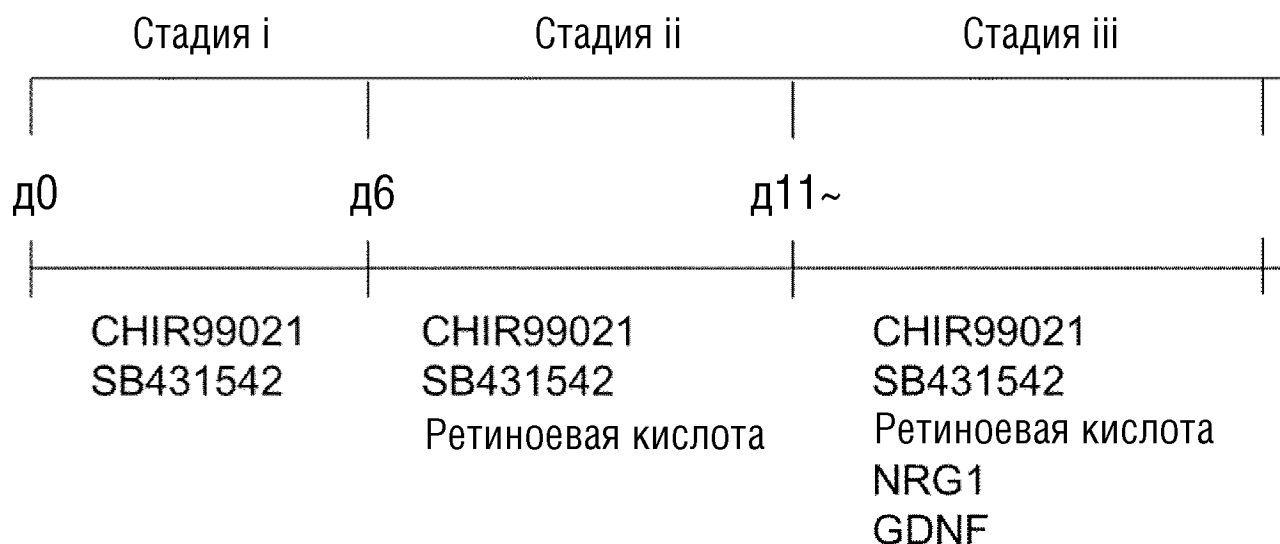 Стадия i
Стадия ii
Стадия iii
д0
д6
д11~
CHIR99021
SB431542
CHIR99021
SB431542
Ретиноевая кислота
CHIR99021
SB431542
Ретиноевая кислота
NRG1
GDNF